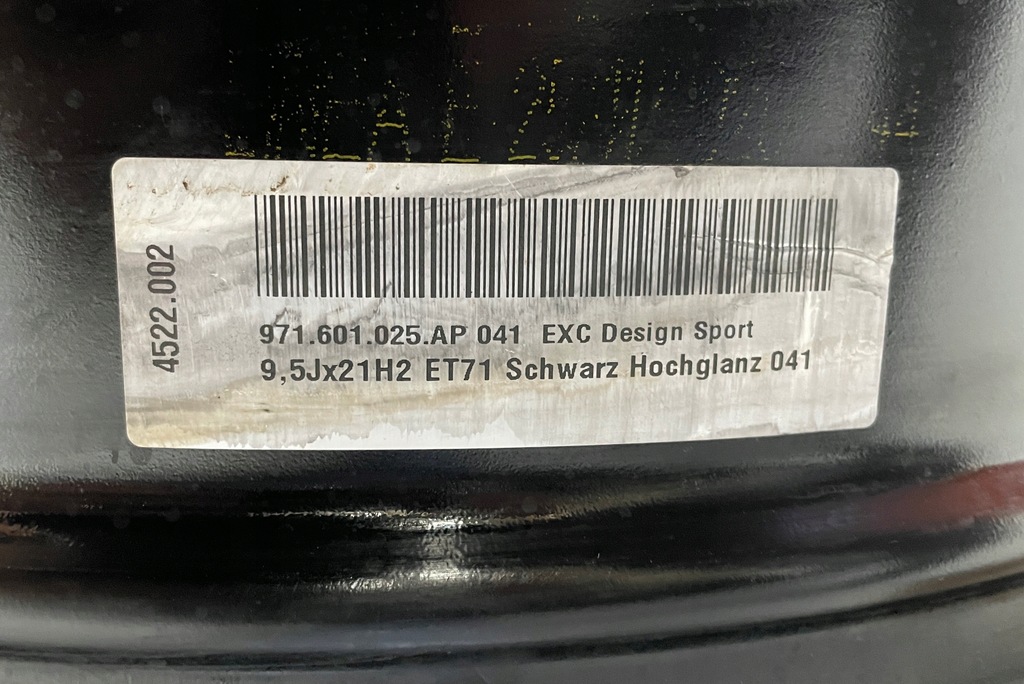 4522.002
971.601.025.AP 041 EXC Design Sport
9,5Jx21H2 ET71 Schwarz Hochglanz 041